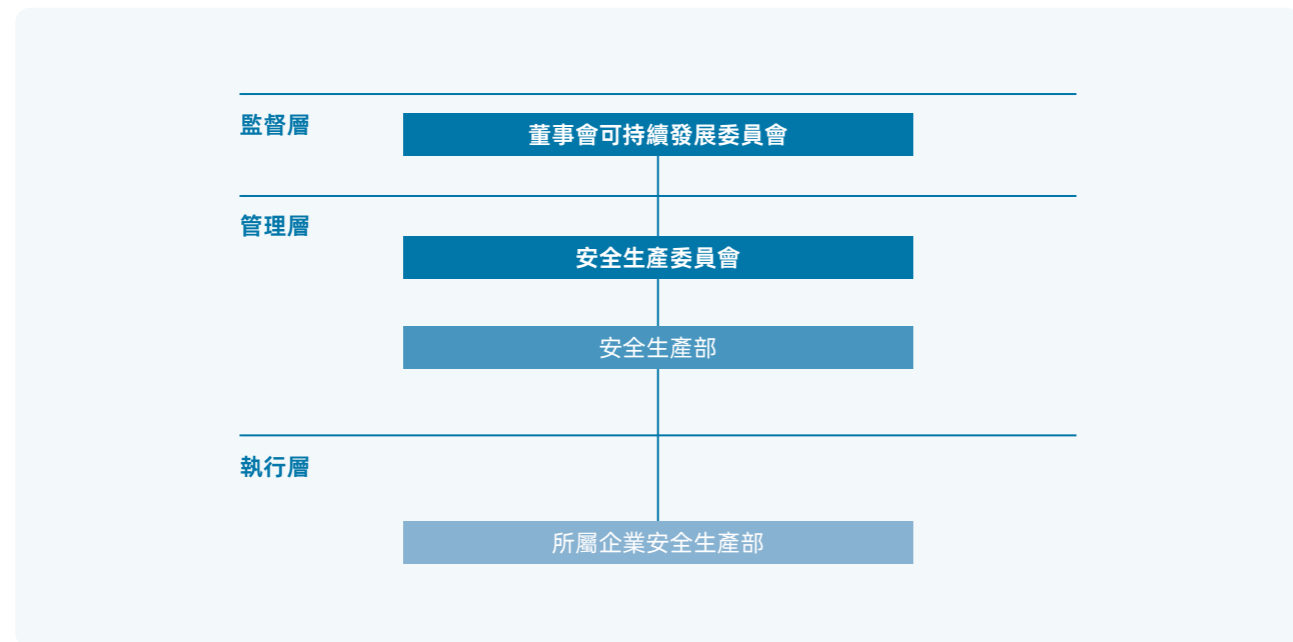 監督層
董事會可持續發展委員會
管理層
安全生產委員會
安全生產部
執行層
所屬企業安全生產部